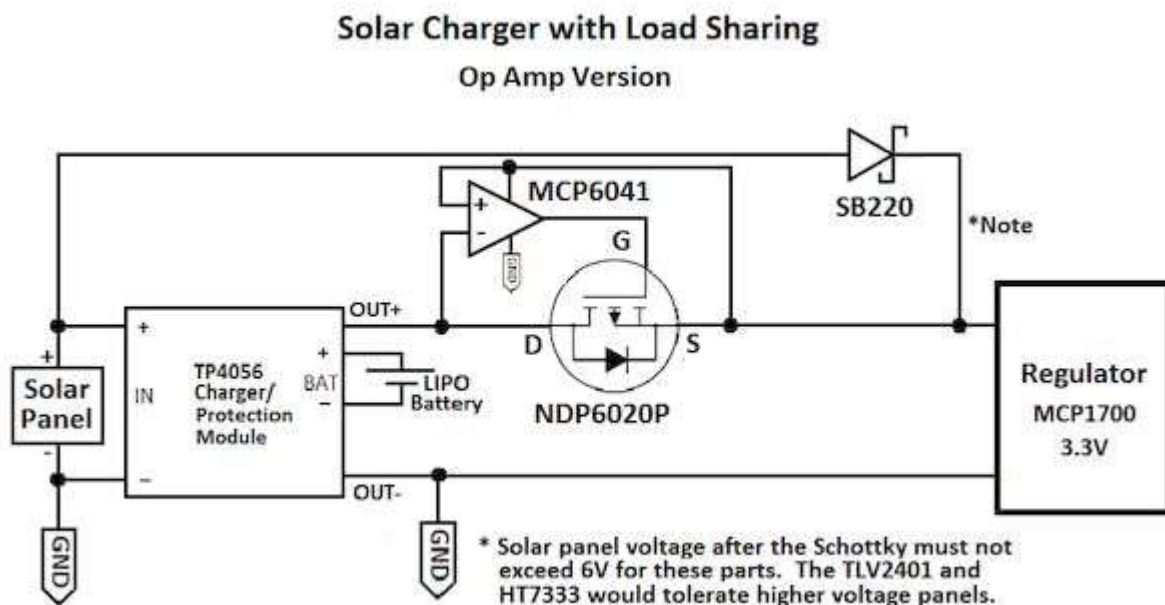 Solar Charger with Load Sharing
Op Amp Version
MCP6041
SB220
*Note
+
-
GND
G
D
S
NDP6020P
OUT+
+
IN
-
TP4056
Charger/
Protection
Module
+
BAT
-
LIPO
Battery
OUT-
+
Solar
Panel
-
GND
GND
Regulator
MCP1700
3.3V
* Solar panel voltage after the Schottky must not
exceed 6V for these parts. The TLV2401 and
HT7333 would tolerate higher voltage panels.